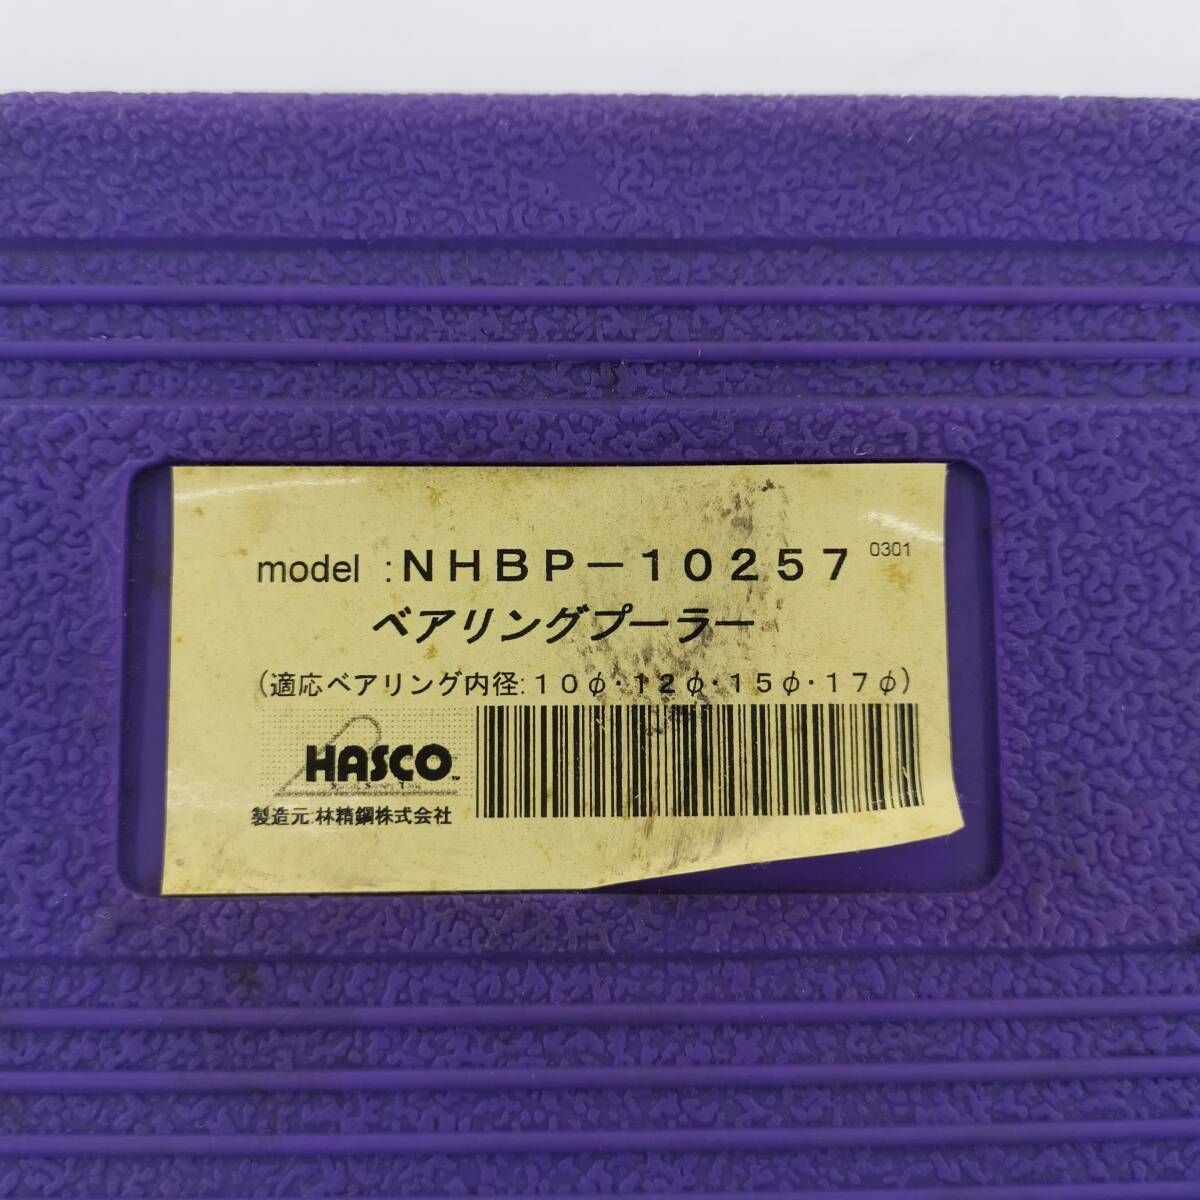 model :NHBP-10257 0301
ベアリングプーラー
(適応ベアリング内径:10φ・12φ・15φ・17φ)
HASCO
製造元:林精鋼株式会社